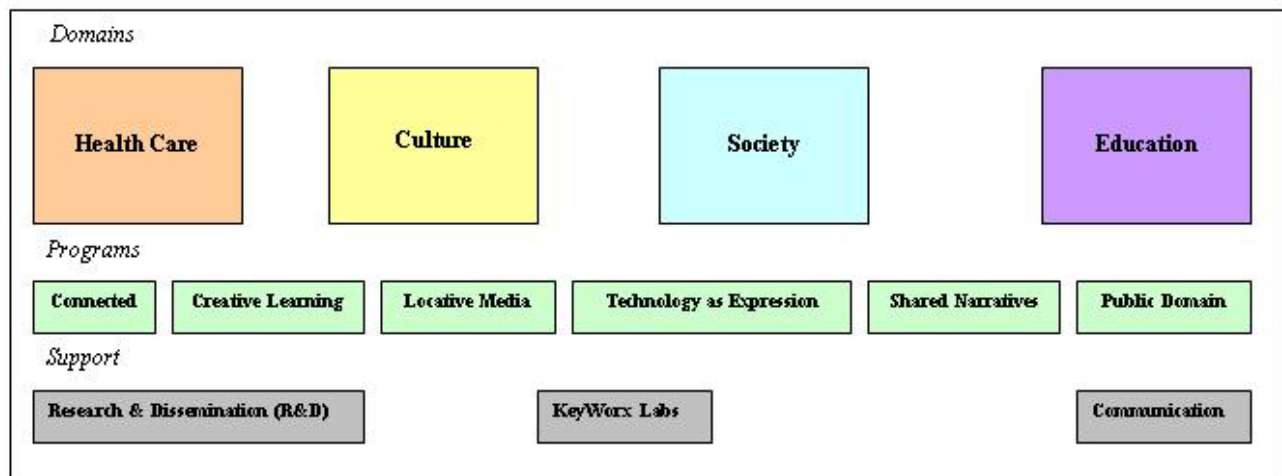 Domains
Health Care
Culture
Society
Education
Programs
Connected
Creative Learning
Locative Media
Technology as Expression
Shared Narratives
Public Domain
Support
Research & Dissemination (R&D)
KeyWorx Labs
Communication